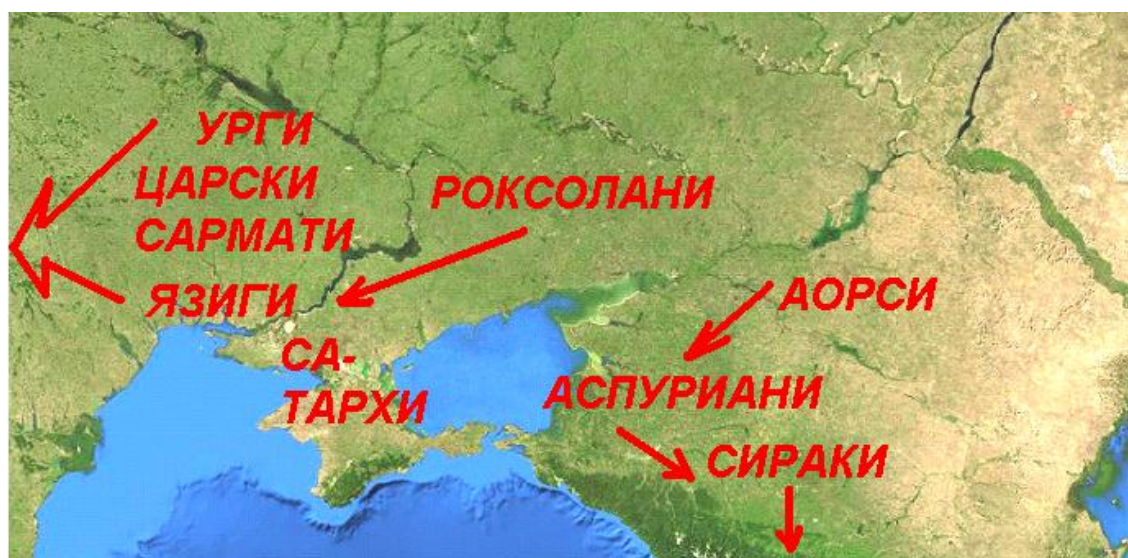 УРГИ
ЦАРСКИ
САРМАТИ
ЯЗИГИ
РОКСОЛАНИ
СА-
ТАРХИ
АОРСИ
АСПУРИАНИ
СИРАКИ